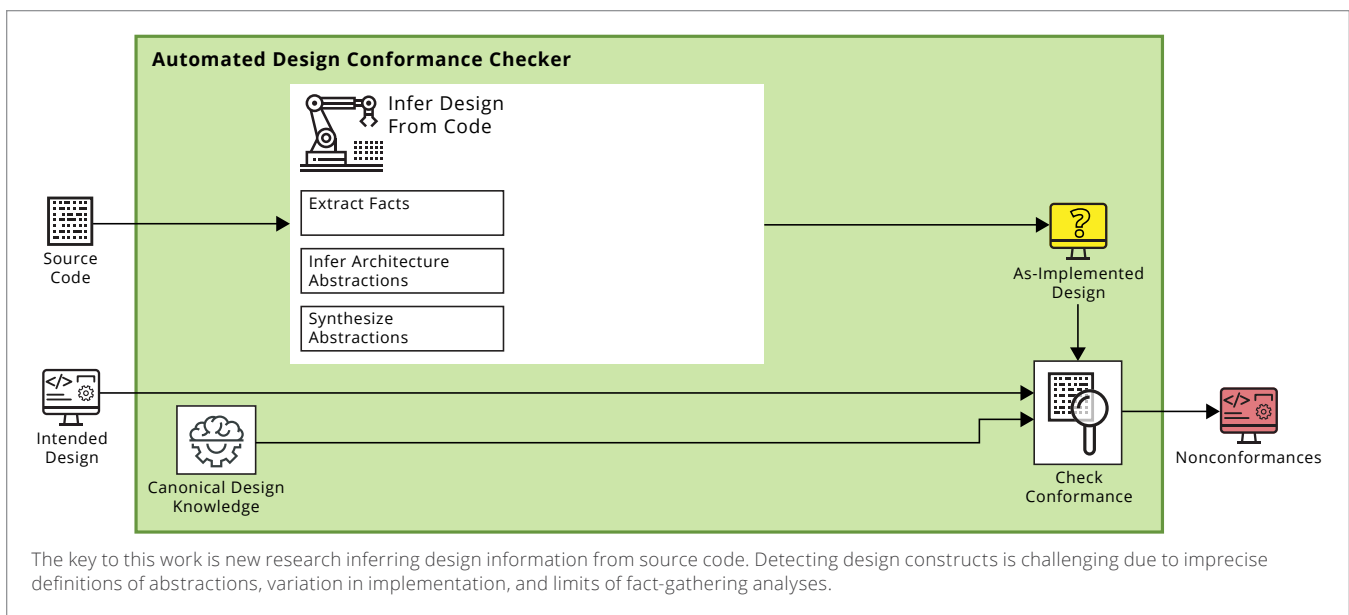 Automated Design Conformance Checker
Infer Design
From Code
Extract Facts
Infer Architecture
Abstractions
Synthesize
Abstractions
Source
Code
?
As-Implemented
Design
</>
Intended
Design
Canonical Design
Knowledge
Check
Conformance
</>
Nonconformances
The key to this work is new research inferring design information from source code. Detecting design constructs is challenging due to imprecise
definitions of abstractions, variation in implementation, and limits of fact-gathering analyses.